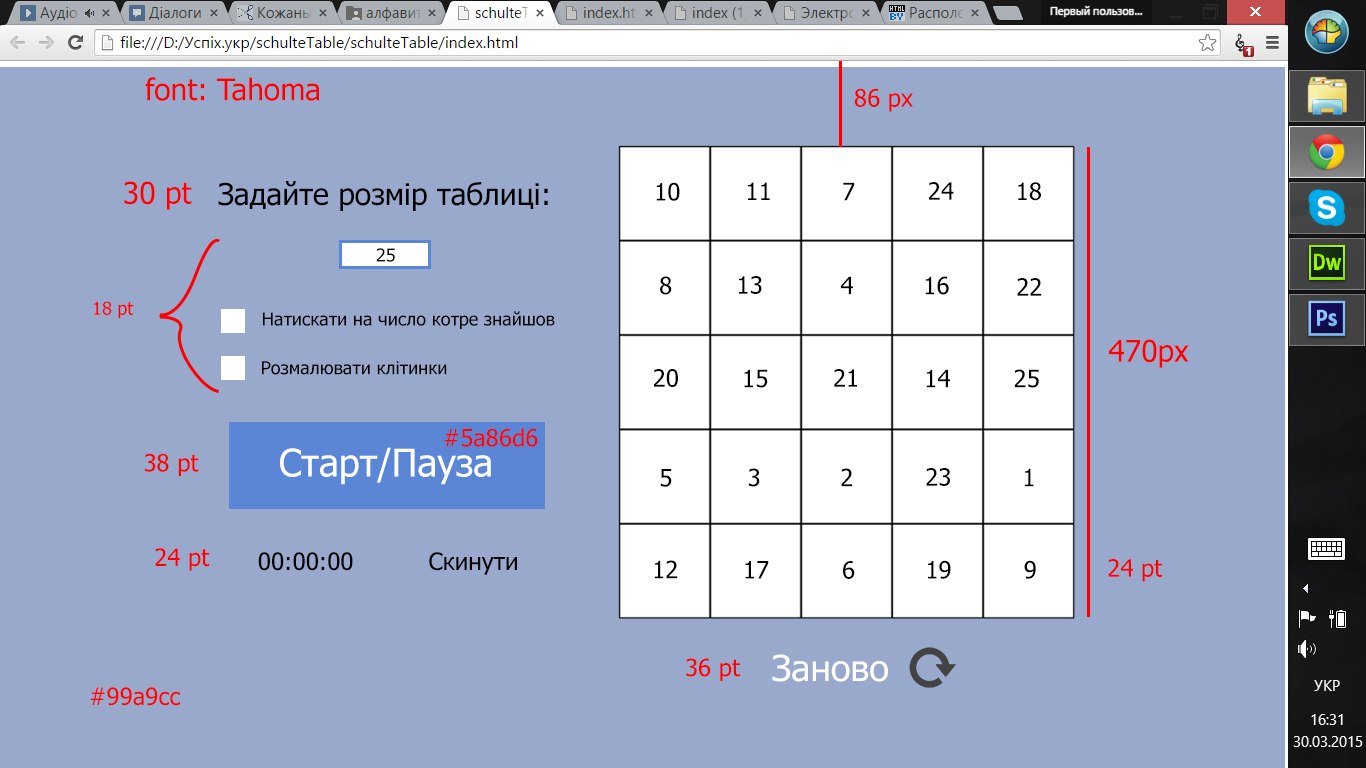 Аудіо
Діалоги
Кожаны
алфавит
schulteT
index.ht
index (1
Электро
Располо
Первый пользов...
file:///D:/Успіх.укр/schulteTable/schulteTable/index.html
font: Tahoma
86 px
30 pt Задайте розмір таблиці:
25
18 pt
Натискати на число котре знайшов
Розмалювати клітинки
#5a86d6
38 pt Старт/Пауза
24 pt 00:00:00 Скинути
10 11 7 24 18
8 13 4 16 22
20 15 21 14 25
5 3 2 23 1
12 17 6 19 9
470px
24 pt
36 pt Заново
#99a9cc
Dw
Ps
УКР
16:31
30.03.2015